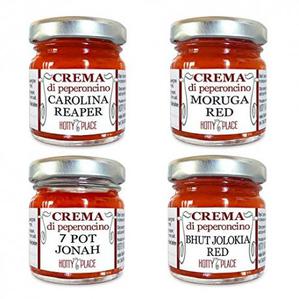 CREMA
di peperoncino
CAROLINA
REAPER
HOTTY PLACE
CREMA
di peperoncino
MORUGA
RED
HOTTY PLACE
CREMA
di peperoncino
7 POT
JONAH
HOTTY PLACE
CREMA
di peperoncino
BHUT JOLOKIA
RED
HOTTY PLACE